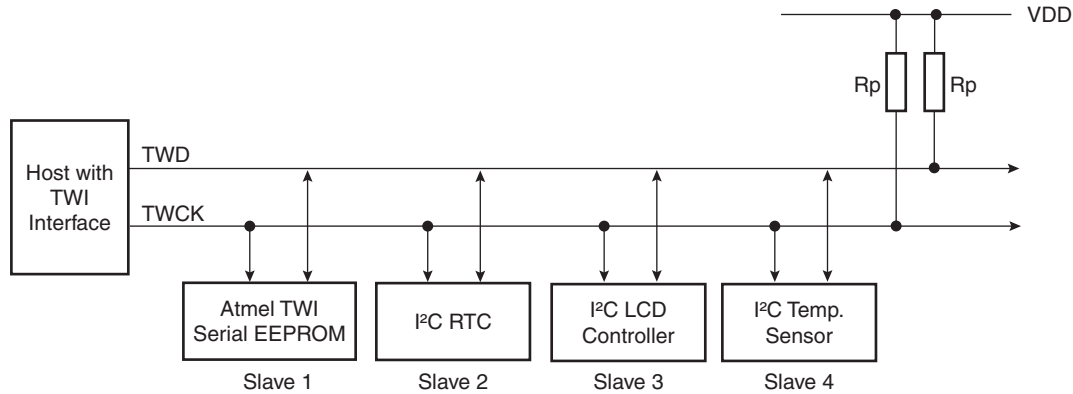 VDD
Rp
Rp
Host with
TWI
Interface
TWD
TWCK
Atmel TWI
Serial EEPROM
I²C RTC
I²C LCD
Controller
I²C Temp.
Sensor
Slave 1
Slave 2
Slave 3
Slave 4